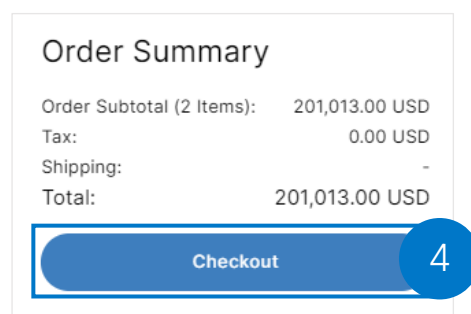 Order Summary
Order Subtotal (2 Items): 201,013.00 USD
Tax: 0.00 USD
Shipping: -
Total: 201,013.00 USD
Checkout
4